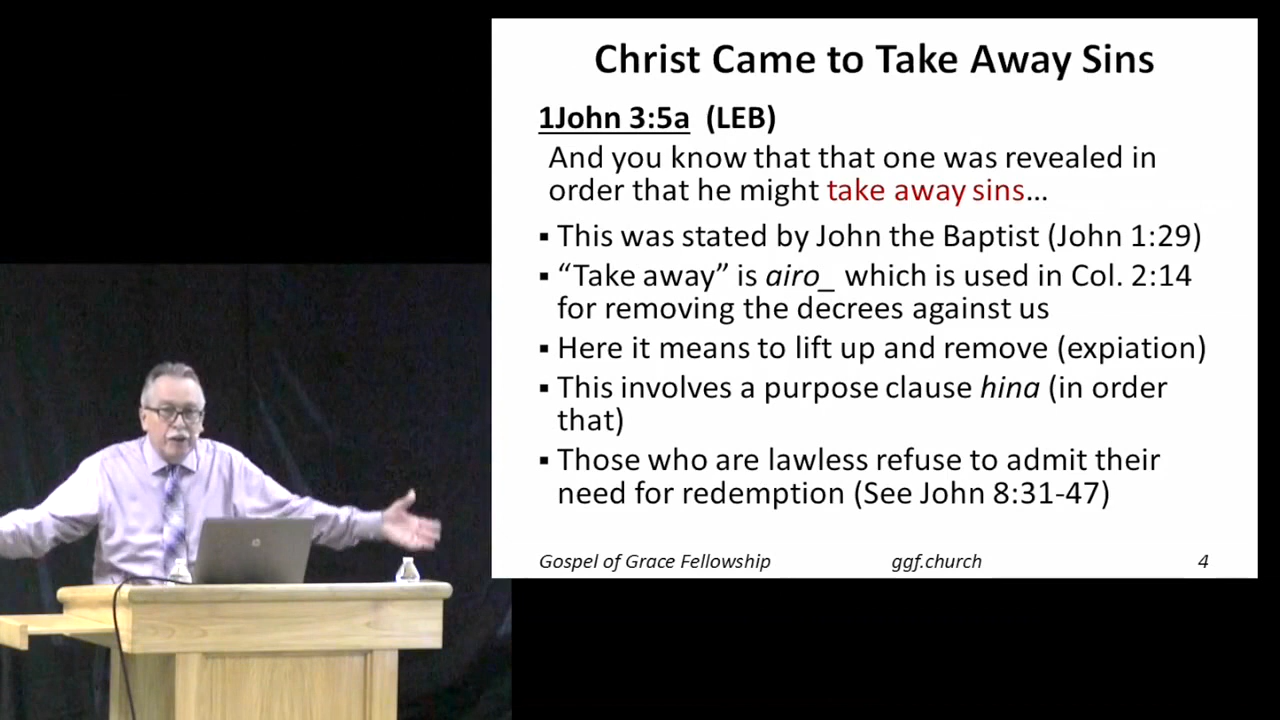 Christ Came to Take Away Sins
1John 3:5a (LEB)
And you know that that one was revealed in
order that he might take away sins…
▪ This was stated by John the Baptist (John 1:29)
▪ “Take away” is airo_ which is used in Col. 2:14
for removing the decrees against us
▪ Here it means to lift up and remove (expiation)
▪ This involves a purpose clause hina (in order
that)
▪ Those who are lawless refuse to admit their
need for redemption (See John 8:31-47)
Gospel of Grace Fellowship ggf.church 4
hp